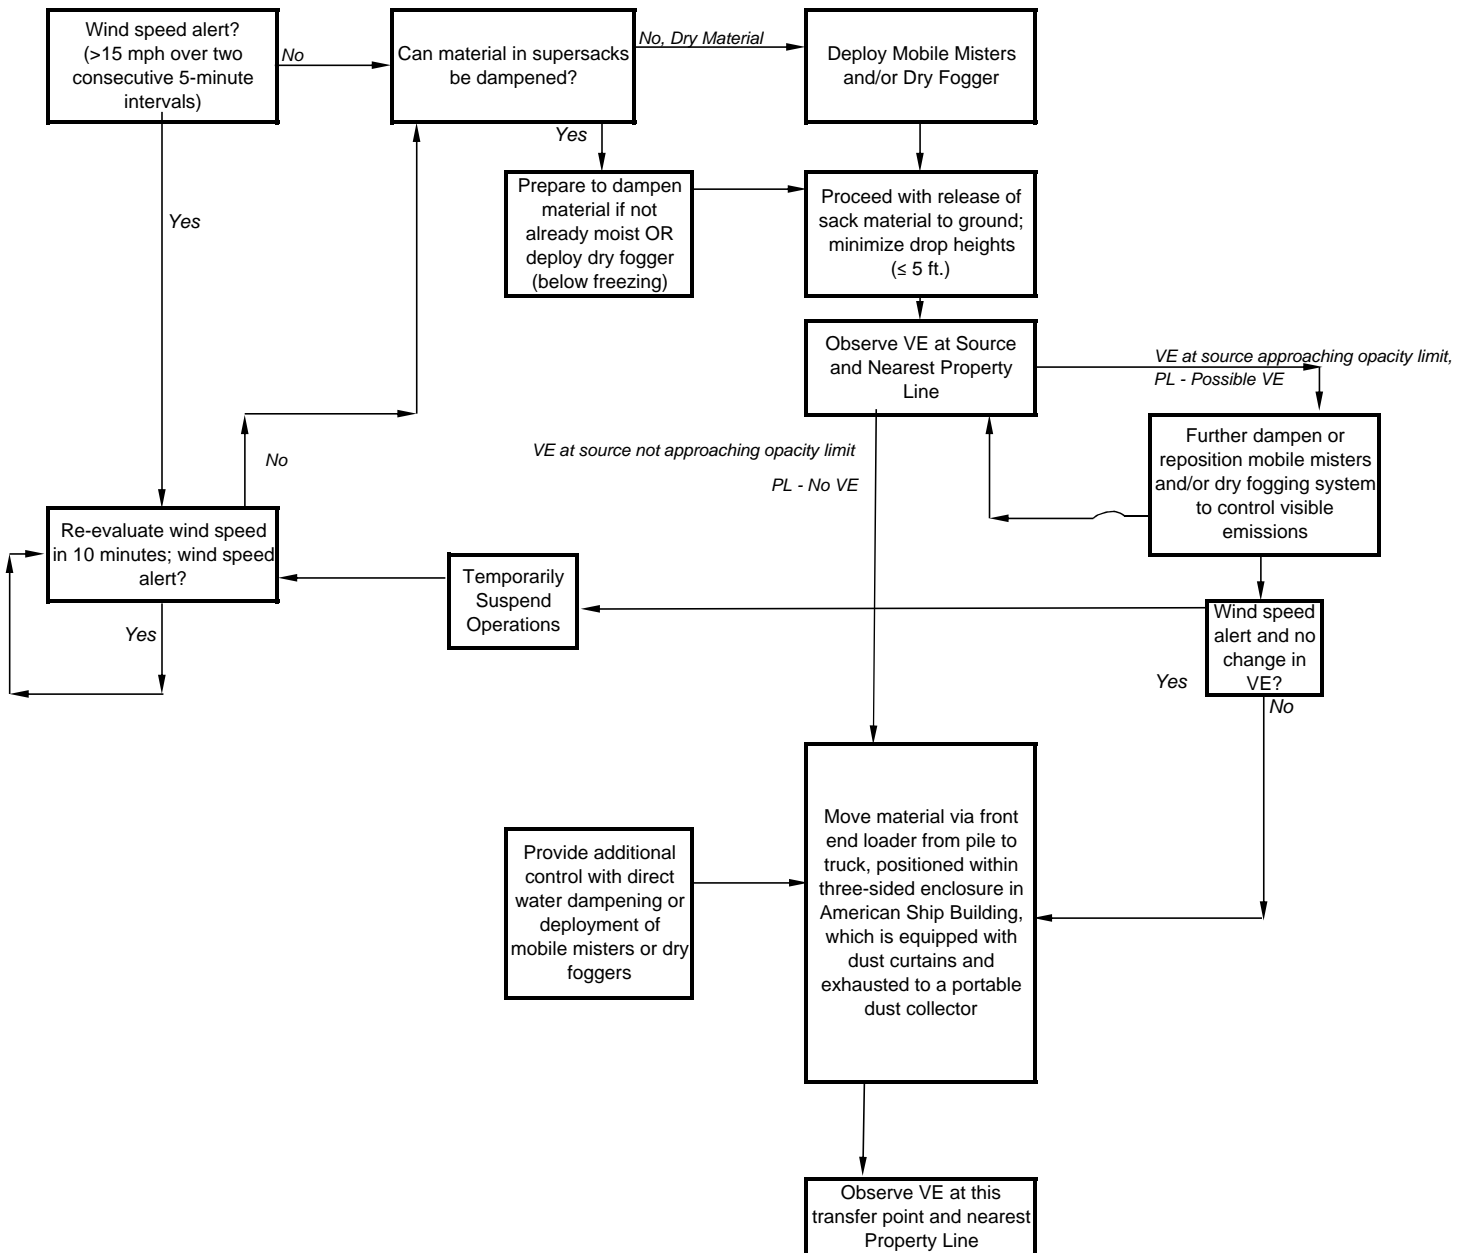 Wind speed alert?
(>15 mph over two
consecutive 5-minute
intervals)
No
Can material in supersacks
be dampened?
No, Dry Material
Deploy Mobile Misters
and/or Dry Fogger
Yes
Yes
Prepare to dampen
material if not
already moist OR
deploy dry fogger
(below freezing)
Proceed with release of
sack material to ground;
minimize drop heights
(≤ 5 ft.)
Observe VE at Source
and Nearest Property
Line
VE at source approaching opacity limit,
PL - Possible VE
VE at source not approaching opacity limit
PL - No VE
Further dampen or
reposition mobile misters
and/or dry fogging system
to control visible
emissions
No
Re-evaluate wind speed
in 10 minutes; wind speed
alert?
Yes
Temporarily
Suspend
Operations
Wind speed
alert and no
change in
VE?
Yes
No
Provide additional
control with direct
water dampening or
deployment of
mobile misters or dry
foggers
Move material via front
end loader from pile to
truck, positioned within
three-sided enclosure in
American Ship Building,
which is equipped with
dust curtains and
exhausted to a portable
dust collector
Observe VE at this
transfer point and nearest
Property Line